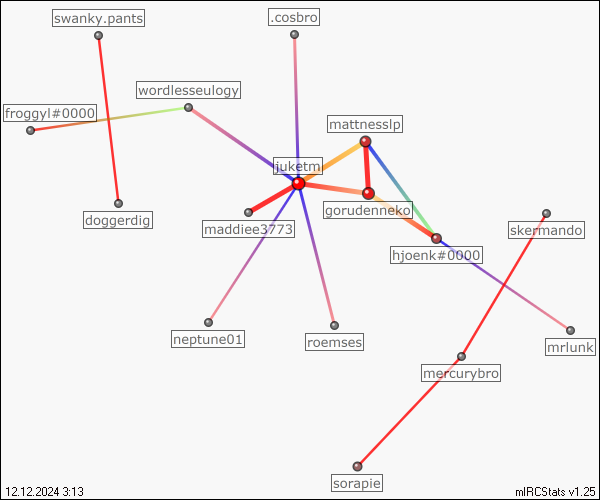 swanky.pants
.cosbro
wordlesseulogy
froggyl#0000
mattnesslp
juketm
gorudenneko
doggerdig
maddiee3773
skermando
hjoenk#0000
neptune01
roemses
mrlunk
mercurybro
sorapie
12.12.2024 3:13
mIRCStats v1.25